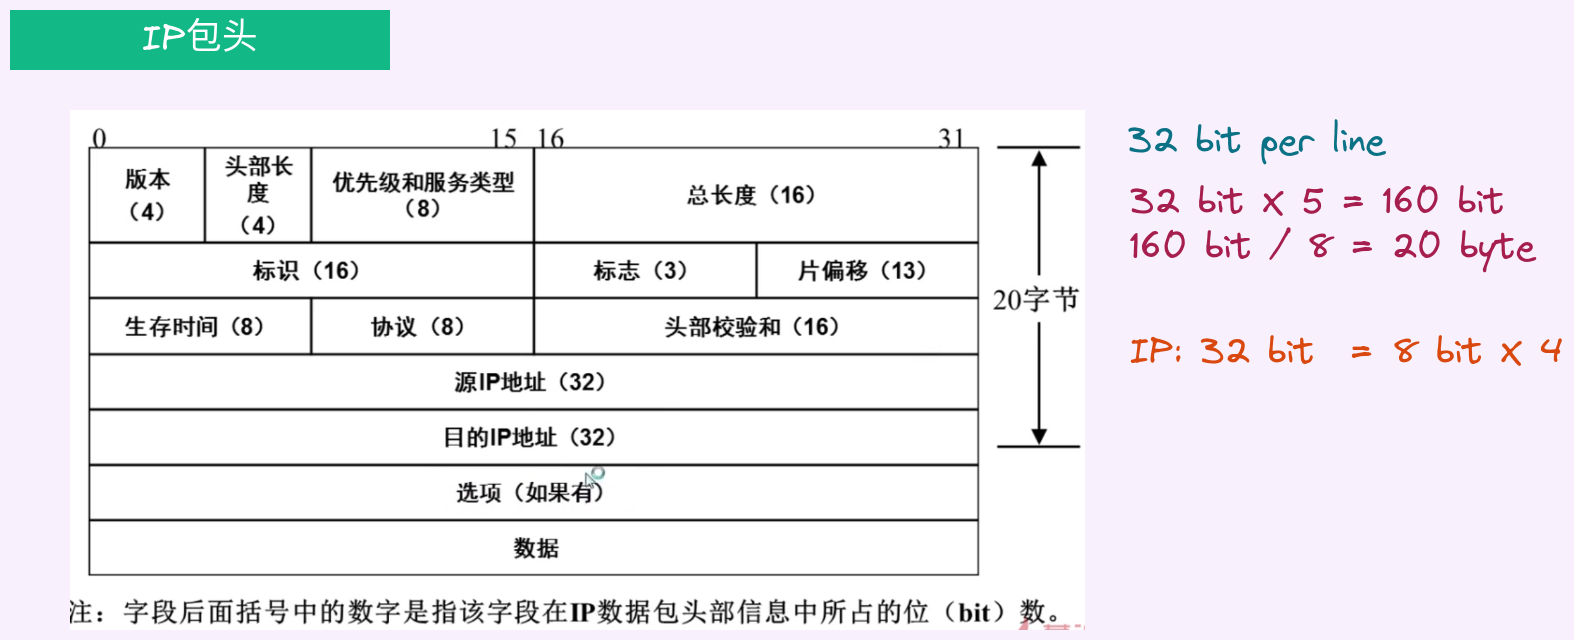 IP包头
0 15 16 31
版本
（4）
头部长
度
（4）
优先级和服务类型
（8）
总长度（16）
标识（16）
标志（3）
片偏移（13）
生存时间（8）
协议（8）
头部校验和（16）
源IP地址（32）
目的IP地址（32）
选项（如果有）
数据
20字节
注：字段后面括号中的数字是指该字段在IP数据包头部信息中所占的位（bit）数。
32 bit per line
32 bit x 5 = 160 bit
160 bit / 8 = 20 byte
IP: 32 bit = 8 bit x 4